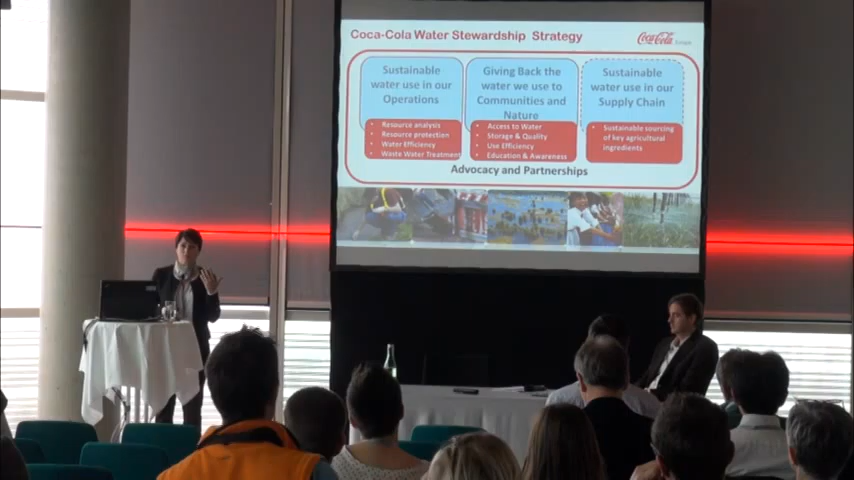 Coca-Cola Water Stewardship Strategy
Coca-Cola
Europe
Sustainable
water use in our
Operations
Resource analysis
Resource protection
Water Efficiency
Waste Water Treatment
Giving Back the
water we use to
Communities and
Nature
Access to Water
Storage & Quality
Use Efficiency
Education & Awareness
Sustainable
water use in our
Supply Chain
Sustainable sourcing
of key agricultural
ingredients
Advocacy and Partnerships